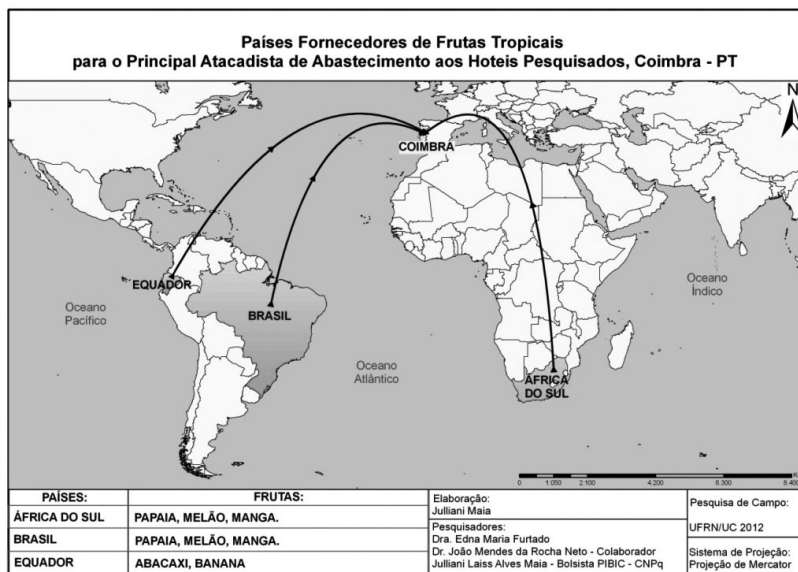 Países Fornecedores de Frutas Tropicais
para o Principal Atacadista de Abastecimento aos Hoteis Pesquisados, Coimbra - PT
N
COIMBRA
EQUADOR
BRASIL
Oceano
Pacífico
Oceano
Atlântico
Oceano
Índico
ÁFRICA
DO SUL
0 1.050 2.100 4.200 6.300 8.400
PAÍSES: FRUTAS:
ÁFRICA DO SUL PAPAIA, MELÃO, MANGA.
BRASIL PAPAIA, MELÃO, MANGA.
EQUADOR ABACAXI, BANANA
Elaboração:
Julliani Maia
Pesquisadores:
Dra. Edna Maria Furtado
Dr. João Mendes da Rocha Neto - Colaborador
Julliani Laiss Alves Maia - Bolsista PIBIC - CNPq
Pesquisa de Campo:
UFRN/UC 2012
Sistema de Projeção:
Projeção de Mercator